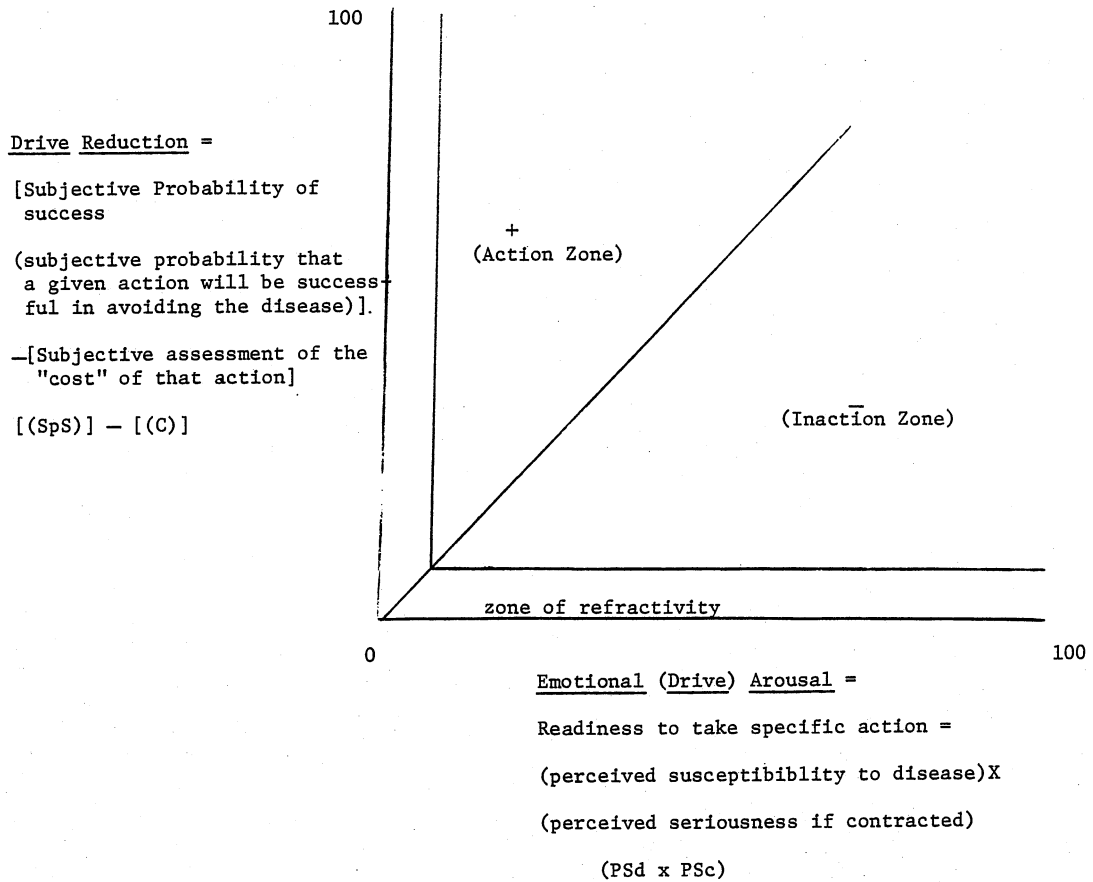 100
Drive Reduction =
[Subjective Probability of
success
(subjective probability that
a given action will be success-
ful in avoiding the disease)].
—[Subjective assessment of the
"cost" of that action]
[(SpS)] — [(C)]
+
(Action Zone)
—
(Inaction Zone)
zone of refractivity
0
100
Emotional (Drive) Arousal =
Readiness to take specific action =
(perceived susceptibiblity to disease)X
(perceived seriousness if contracted)
(PSd x PSc)